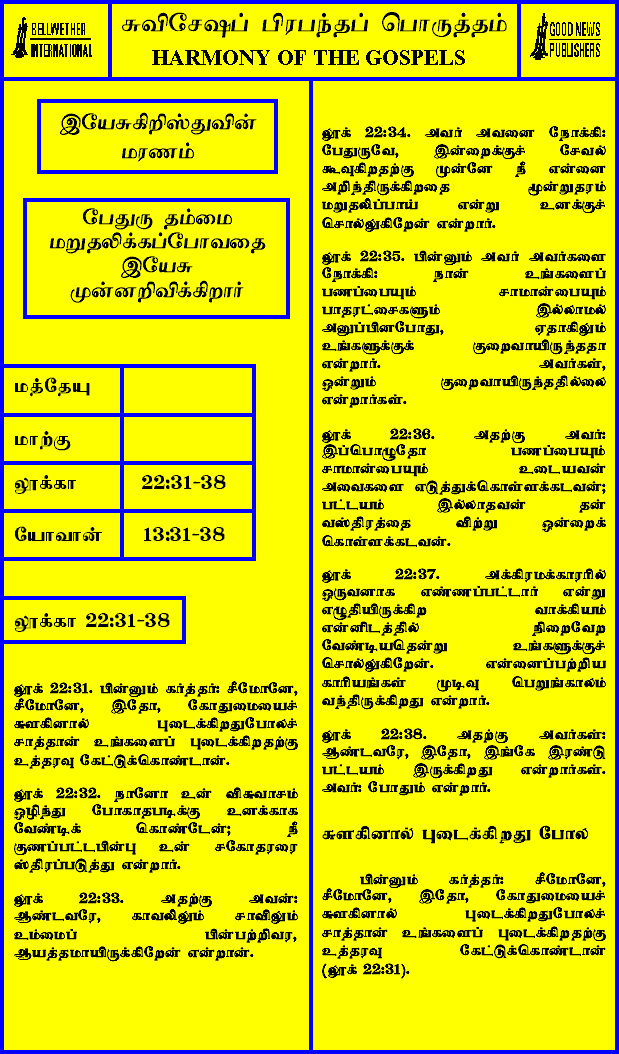 BELLWETHER
INTERNATIONAL
சுவிசேஷப் பிரபந்தப் பொருத்தம்
HARMONY OF THE GOSPELS
GOOD NEWS
PUBLISHERS
இயேசுகிறிஸ்துவின்
மரணம்
பேதுரு தம்மை
மறுதலிக்கப்போவதை
இயேசு
முன்னறிவிக்கிறார்
மத்தேயு
மாற்கு
லூக்கா 22:31-38
யோவான் 13:31-38
லூக்கா 22:31-38
லூக் 22:31. பின்னும் கர்த்தர்: சீமோனே,
சீமோனே, இதோ, கோதுமையைச்
சுளகினால் புடைக்கிறதுபோலச்
சாத்தான் உங்களைப் புடைக்கிறதற்கு
உத்தரவு கேட்டுக்கொண்டான்.
லூக் 22:32. நானோ உன் விசுவாசம்
ஒழிந்து போகாதபடிக்கு உனக்காக
வேண்டிக் கொண்டேன்; நீ
குணப்பட்டபின்பு உன் சகோதரரை
ஸ்திரப்படுத்து என்றார்.
லூக் 22:33. அதற்கு அவன்:
ஆண்டவரே, காவலிலும் சாவிலும்
உம்மைப் பின்பற்றிவர,
ஆயத்தமாயிருக்கிறேன் என்றான்.
லூக் 22:34. அவர் அவனை நோக்கி:
பேதுருவே, இன்றைக்குச் சேவல்
கூவுகிறதற்கு முன்னே நீ என்னை
அறிந்திருக்கிறதை மூன்றுதரம்
மறுதலிப்பாய் என்று உனக்குச்
சொல்லுகிறேன் என்றார்.
லூக் 22:35. பின்னும் அவர் அவர்களை
நோக்கி: நான் உங்களைப்
பணப்பையும் சாமான்பையும்
பாதரட்சைகளும் இல்லாமல்
அனுப்பினபோது, ஏதாகிலும்
உங்களுக்குக் குறைவாயிருந்ததா
என்றார். அவர்கள்,
ஒன்றும் குறைவாயிருந்ததில்லை
என்றார்கள்.
லூக் 22:36. அதற்கு அவர்:
இப்பொழுதோ பணப்பையும்
சாமான்பையும் உடையவன்
அவைகளை எடுத்துக்கொள்ளக்கடவன்;
பட்டயம் இல்லாதவன் தன்
வஸ்திரத்தை விற்று ஒன்றைக்
கொள்ளக்கடவன்.
லூக் 22:37. அக்கிரமக்காரரில்
ஒருவனாக எண்ணப்பட்டார் என்று
எழுதியிருக்கிற வாக்கியம்
என்னிடத்தில் நிறைவேற
வேண்டியதென்று உங்களுக்குச்
சொல்லுகிறேன். என்னைப்பற்றிய
காரியங்கள் முடிவு பெறுங்காலம்
வந்திருக்கிறது என்றார்.
லூக் 22:38. அதற்கு அவர்கள்:
ஆண்டவரே, இதோ, இங்கே இரண்டு
பட்டயம் இருக்கிறது என்றார்கள்.
அவர்: போதும் என்றார்.
சுளகினால் புடைக்கிறது போல
பின்னும் கர்த்தர்: சீமோனே,
சீமோனே, இதோ, கோதுமையைச்
சுளகினால் புடைக்கிறதுபோலச்
சாத்தான் உங்களைப் புடைக்கிறதற்கு
உத்தரவு கேட்டுக்கொண்டான்
(லூக் 22:31).